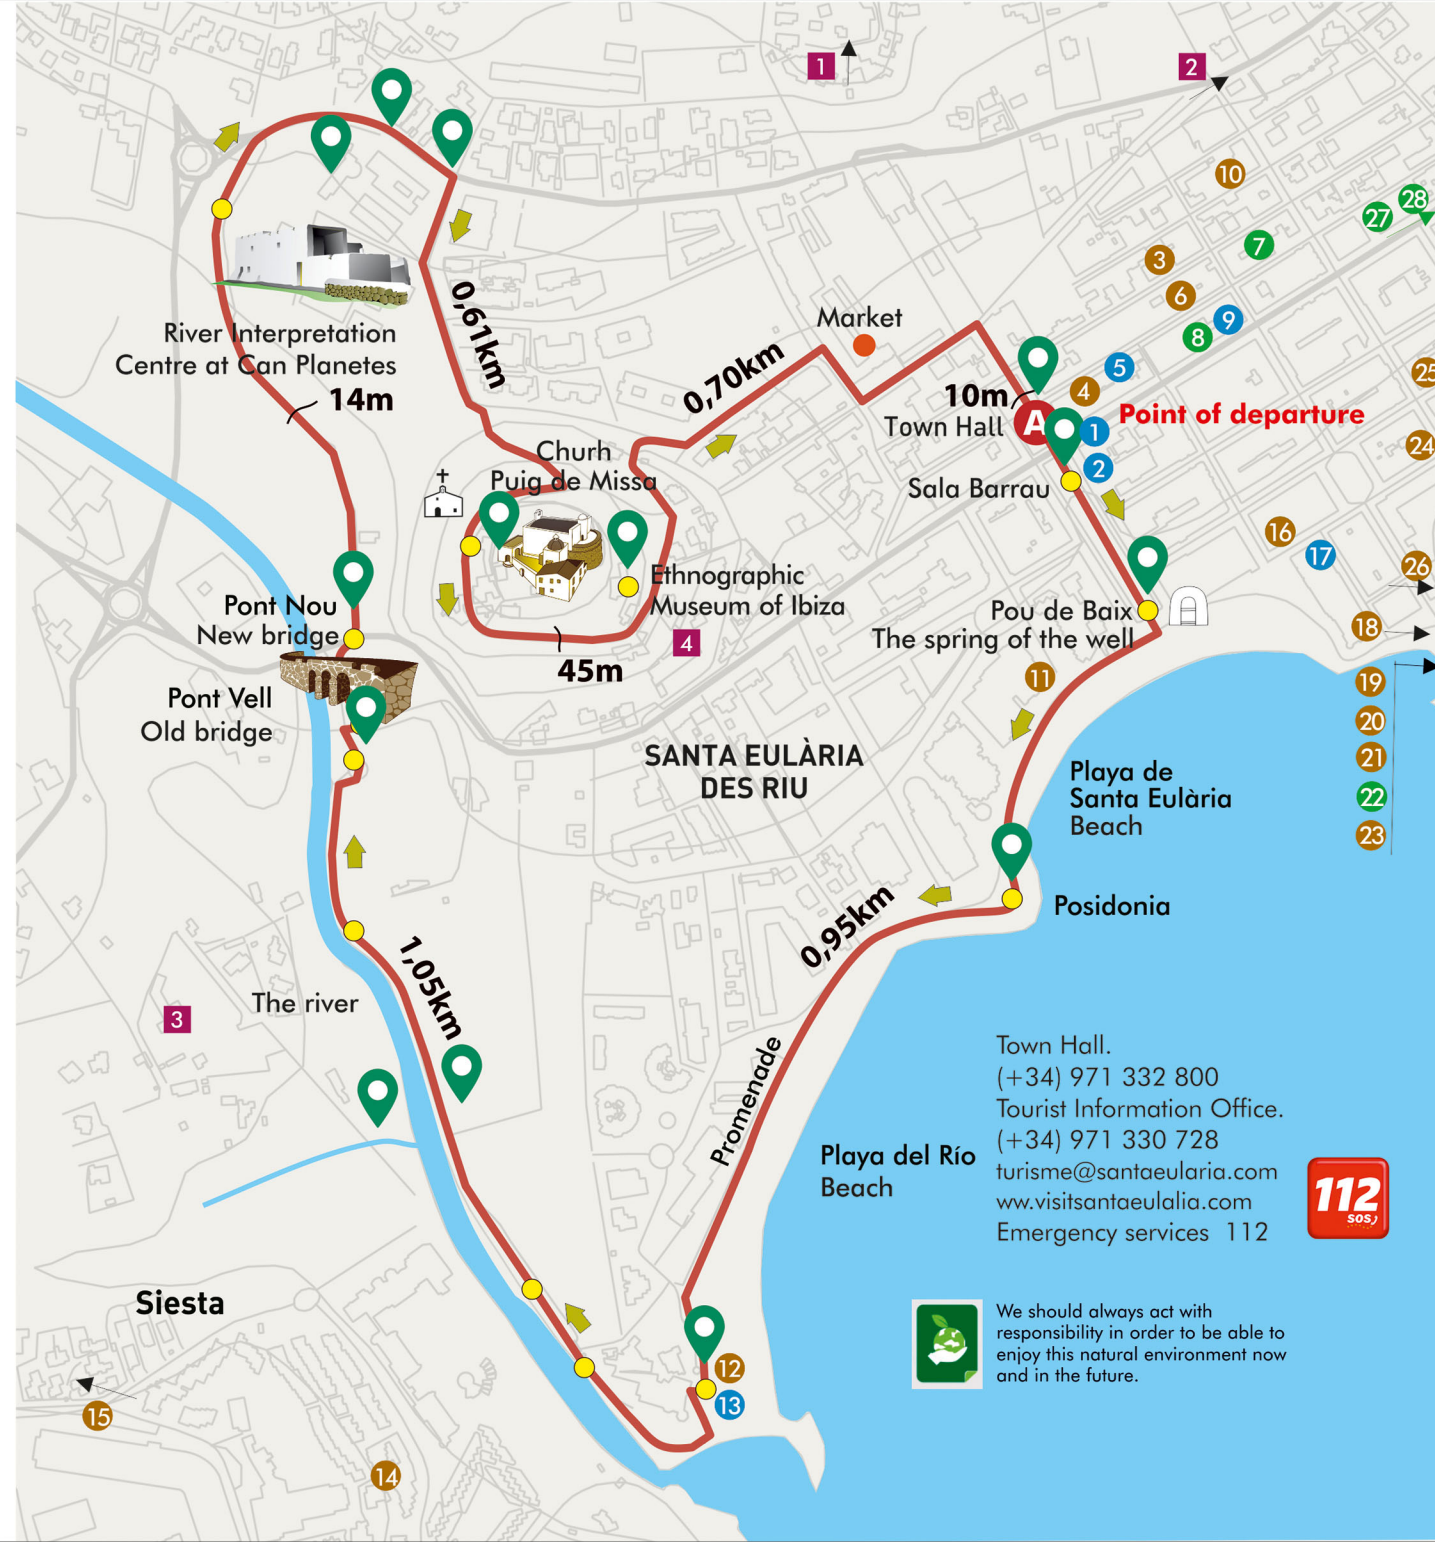 1
2
10
28
27
7
3
6
9
8
River Interpretation
Centre at Can Planetes
14m
0,61km
Market
0,70km
5
4
10m
A
Town Hall
1
Point of departure
2
Sala Barrau
25
24
Churh
Puig de Missa
16
17
26
Ethnographic
Museum of Ibiza
Pont Nou
New bridge
Pou de Baix
The spring of the well
18
4
45m
11
19
20
21
22
23
Pont Vell
Old bridge
SANTA EULÀRIA
DES RIU
Playa de
Santa Eulària
Beach
Posidonia
0,95km
1,05km
The river
3
Promenade
Playa del Río
Beach
Town Hall.
(+34) 971 332 800
Tourist Information Office.
(+34) 971 330 728
turisme@santaeularia.com
ww.visitsantaeulalia.com
Emergency services 112
112
SOS
Siesta
We should always act with
responsibility in order to be able to
enjoy this natural environment now
and in the future.
12
13
15
14